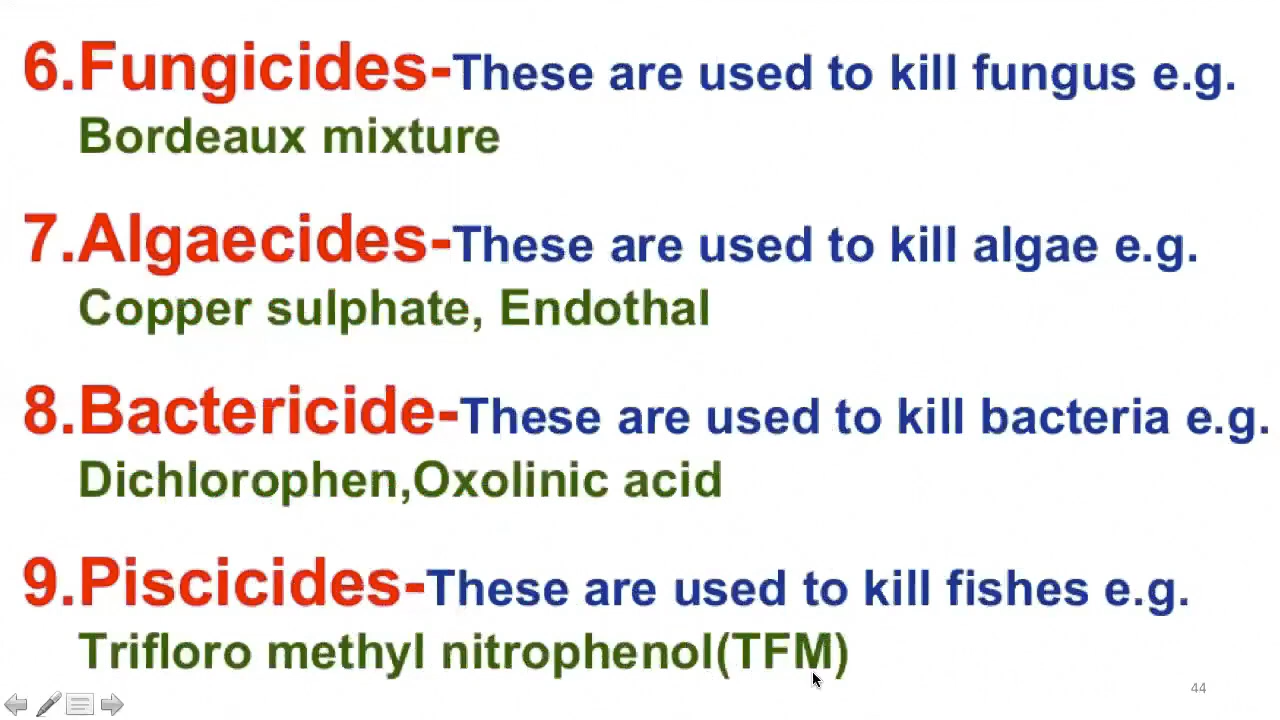 6.Fungicides-These are used to kill fungus e.g.
Bordeaux mixture
7.Algaecides-These are used to kill algae e.g.
Copper sulphate, Endothal
8.Bactericide-These are used to kill bacteria e.g.
Dichlorophen,Oxolinic acid
9.Piscicides-These are used to kill fishes e.g.
Trifloro methyl nitrophenol(TFM)
44